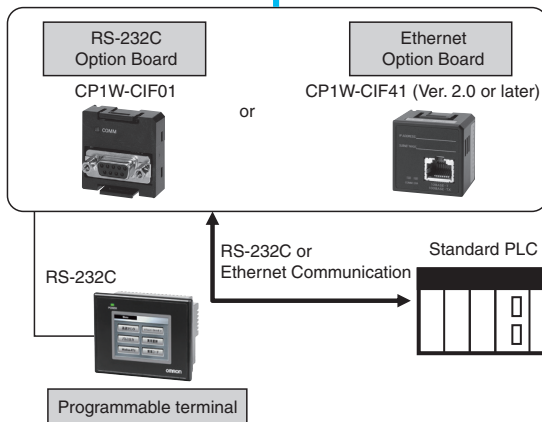 RS-232C
Option Board
Ethernet
Option Board
CP1W-CIF01
or
CP1W-CIF41 (Ver. 2.0 or later)
COMM
RS-232C
RS-232C or
Ethernet Communication
Standard PLC
OMRON
Programmable terminal